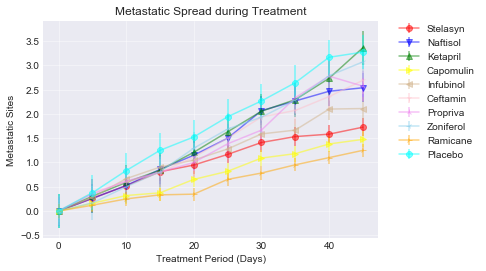 Metastatic Spread during Treatment
Metastatic Sites
3.5
3.0
2.5
2.0
1.5
1.0
0.5
0.0
−0.5
0
10
20
30
40
Treatment Period (Days)
Stelasyn
Naftisol
Ketapril
Capomulin
Infubinol
Ceftamin
Propriva
Zoniferol
Ramicane
Placebo